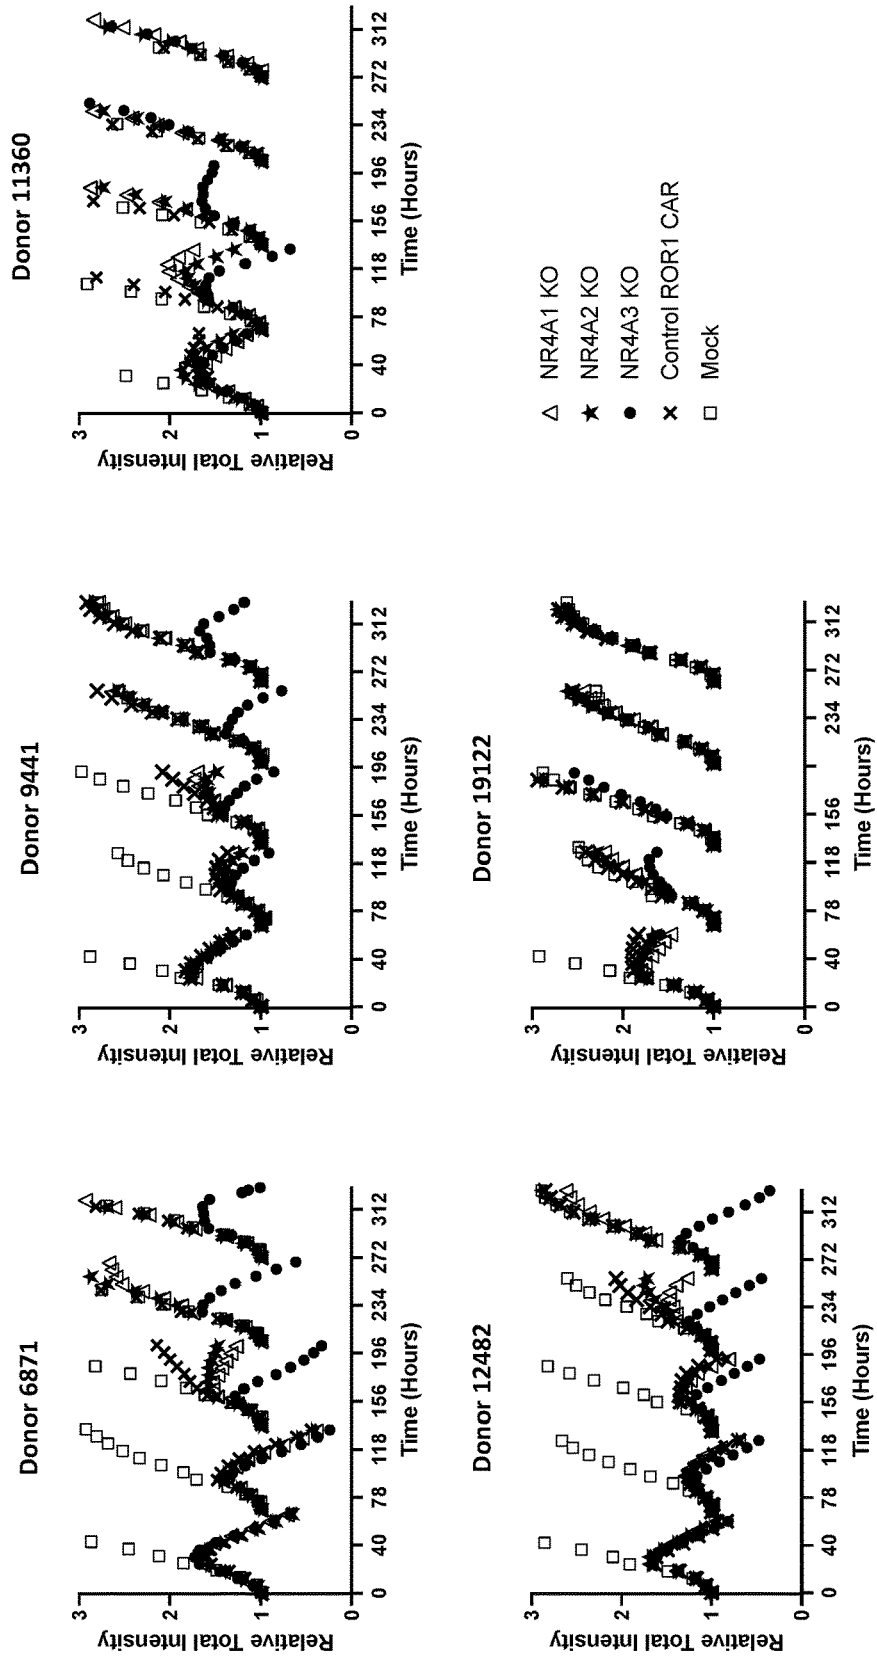 Donor 6871
Relative Total Intensity
3
2
1
0
0 40 78 118 156 196 234 272 312
Time (Hours)
Donor 9441
Relative Total Intensity
3
2
1
0
0 40 78 118 156 196 234 272 312
Time (Hours)
Donor 11360
Relative Total Intensity
3
2
1
0
0 40 78 118 156 196 234 272 312
Time (Hours)
Donor 12482
Relative Total Intensity
3
2
1
0
0 40 78 118 156 196 234 272 312
Time (Hours)
Donor 19122
Relative Total Intensity
3
2
1
0
0 40 78 118 156 196 234 272 312
Time (Hours)
NR4A1 KO
NR4A2 KO
NR4A3 KO
Control ROR1 CAR
Mock